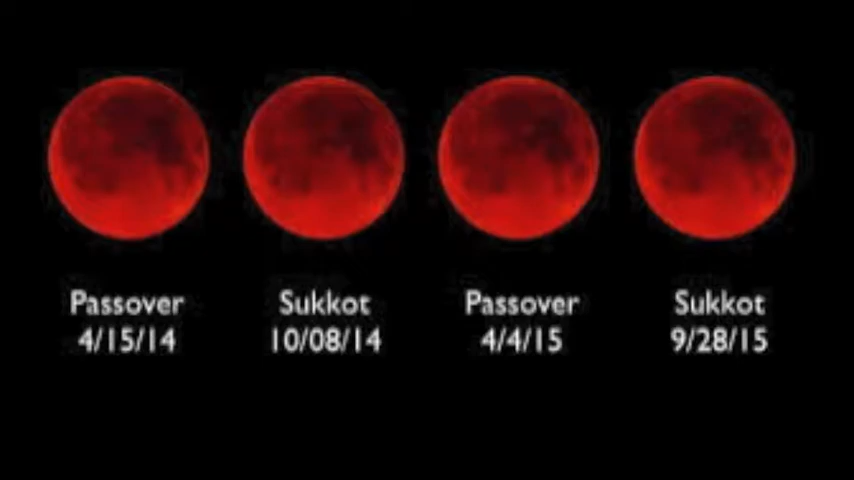 Passover
4/15/14
Sukkot
10/08/14
Passover
4/4/15
Sukkot
9/28/15